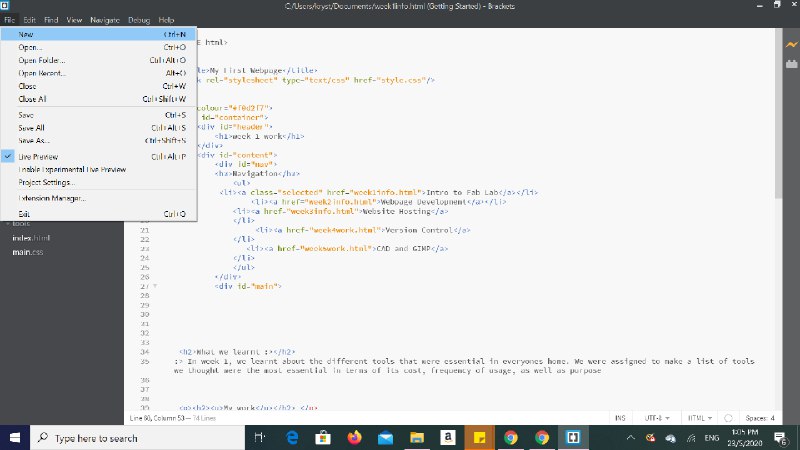 C:/Users/kryst/Documents/week1info.html (Getting Started) - Brackets
File Edit Find View Navigate Debug Help
New Ctrl+N
Open... Ctrl+O
Open Folder... Ctrl+Alt+O
Open Recent... Alt+O
Close Ctrl+W
Close All Ctrl+Shift+W
Save Ctrl+S
Save All Ctrl+Alt+S
Save As... Ctrl+Shift+S
Live Preview Ctrl+Alt+P
Enable Experimental Live Preview
Project Settings...
Extension Manager...
Exit Ctrl+Q
tools
index.html
main.css
E html>
le>My First Webpage</title>
k rel="stylesheet" type="text/css" href="style.css"/>
colour="#f0d2f7">
id="container">
<div id="header">
<h1>week 1 work</h1>
</div>
<div id="content">
<div id="nav">
<h3>Navigation</h3>
<ul>
<li><a class="selected" href="week1info.html">Intro to Fab Lab</a></li>
<li><a href="week2info.html">Webpage Development</a></li>
<li><a href="week3info.html">Website Hosting</a>
</li>
21 <li><a href="week4work.html">Version Control</a>
22 </li>
23 <li><a href="week5work.html">CAD and GIMP</a>
24 </li>
25 </ul>
26 </div>
27 <div id="main">
28
29
30
31
32
33
34 <h2>What we learnt :></h2>
35 :> In week 1, we learnt about the different tools that were essential in everyones home. We were assigned to make a list of tools
we thought were the most essential in terms of its cost, frequency of usage, as well as purpose
36
37
38
39 <u><h2><u>My work</u></h2> </u>
Line 60, Column 53 — 74 Lines
INS UTF-8 HTML Spaces: 4
Type here to search
ENG
1:05 PM
23/5/2020
6